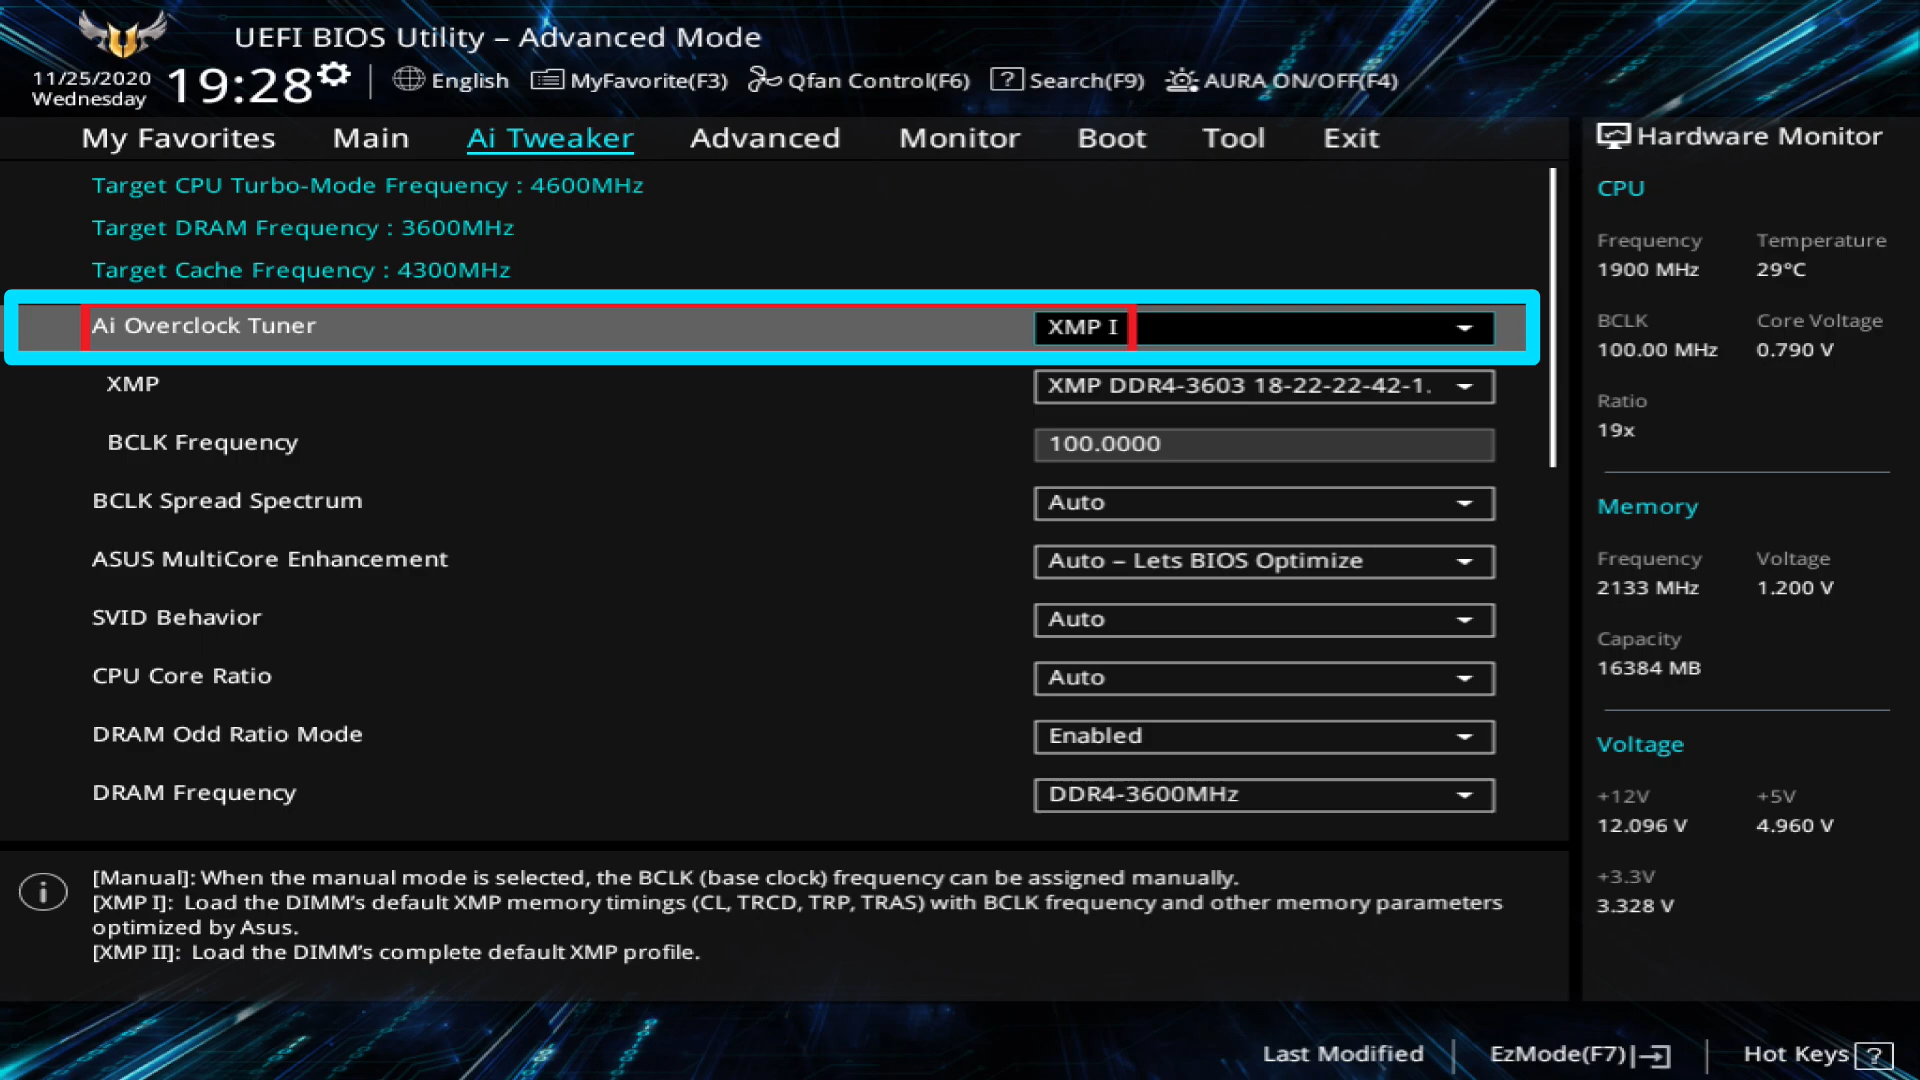 UEFI BIOS Utility – Advanced Mode
11/25/2020
Wednesday
19:28
English
MyFavorite(F3)
Qfan Control(F6)
? Search(F9)
AURA ON/OFF(F4)
My Favorites Main Ai Tweaker Advanced Monitor Boot Tool Exit
Target CPU Turbo-Mode Frequency : 4600MHz
Target DRAM Frequency : 3600MHz
Target Cache Frequency : 4300MHz
Ai Overclock Tuner XMP I
XMP XMP DDR4-3603 18-22-22-42-1.
BCLK Frequency 100.0000
BCLK Spread Spectrum Auto
ASUS MultiCore Enhancement Auto – Lets BIOS Optimize
SVID Behavior Auto
CPU Core Ratio Auto
DRAM Odd Ratio Mode Enabled
DRAM Frequency DDR4-3600MHz
[Manual]: When the manual mode is selected, the BCLK (base clock) frequency can be assigned manually.
[XMP I]: Load the DIMM's default XMP memory timings (CL, TRCD, TRP, TRAS) with BCLK frequency and other memory parameters
optimized by Asus.
[XMP II]: Load the DIMM's complete default XMP profile.
Hardware Monitor
CPU
Frequency Temperature
1900 MHz 29°C
BCLK Core Voltage
100.00 MHz 0.790 V
Ratio
19x
Memory
Frequency Voltage
2133 MHz 1.200 V
Capacity
16384 MB
Voltage
+12V +5V
12.096 V 4.960 V
+3.3V
3.328 V
Last Modified
EzMode(F7)
Hot Keys ?